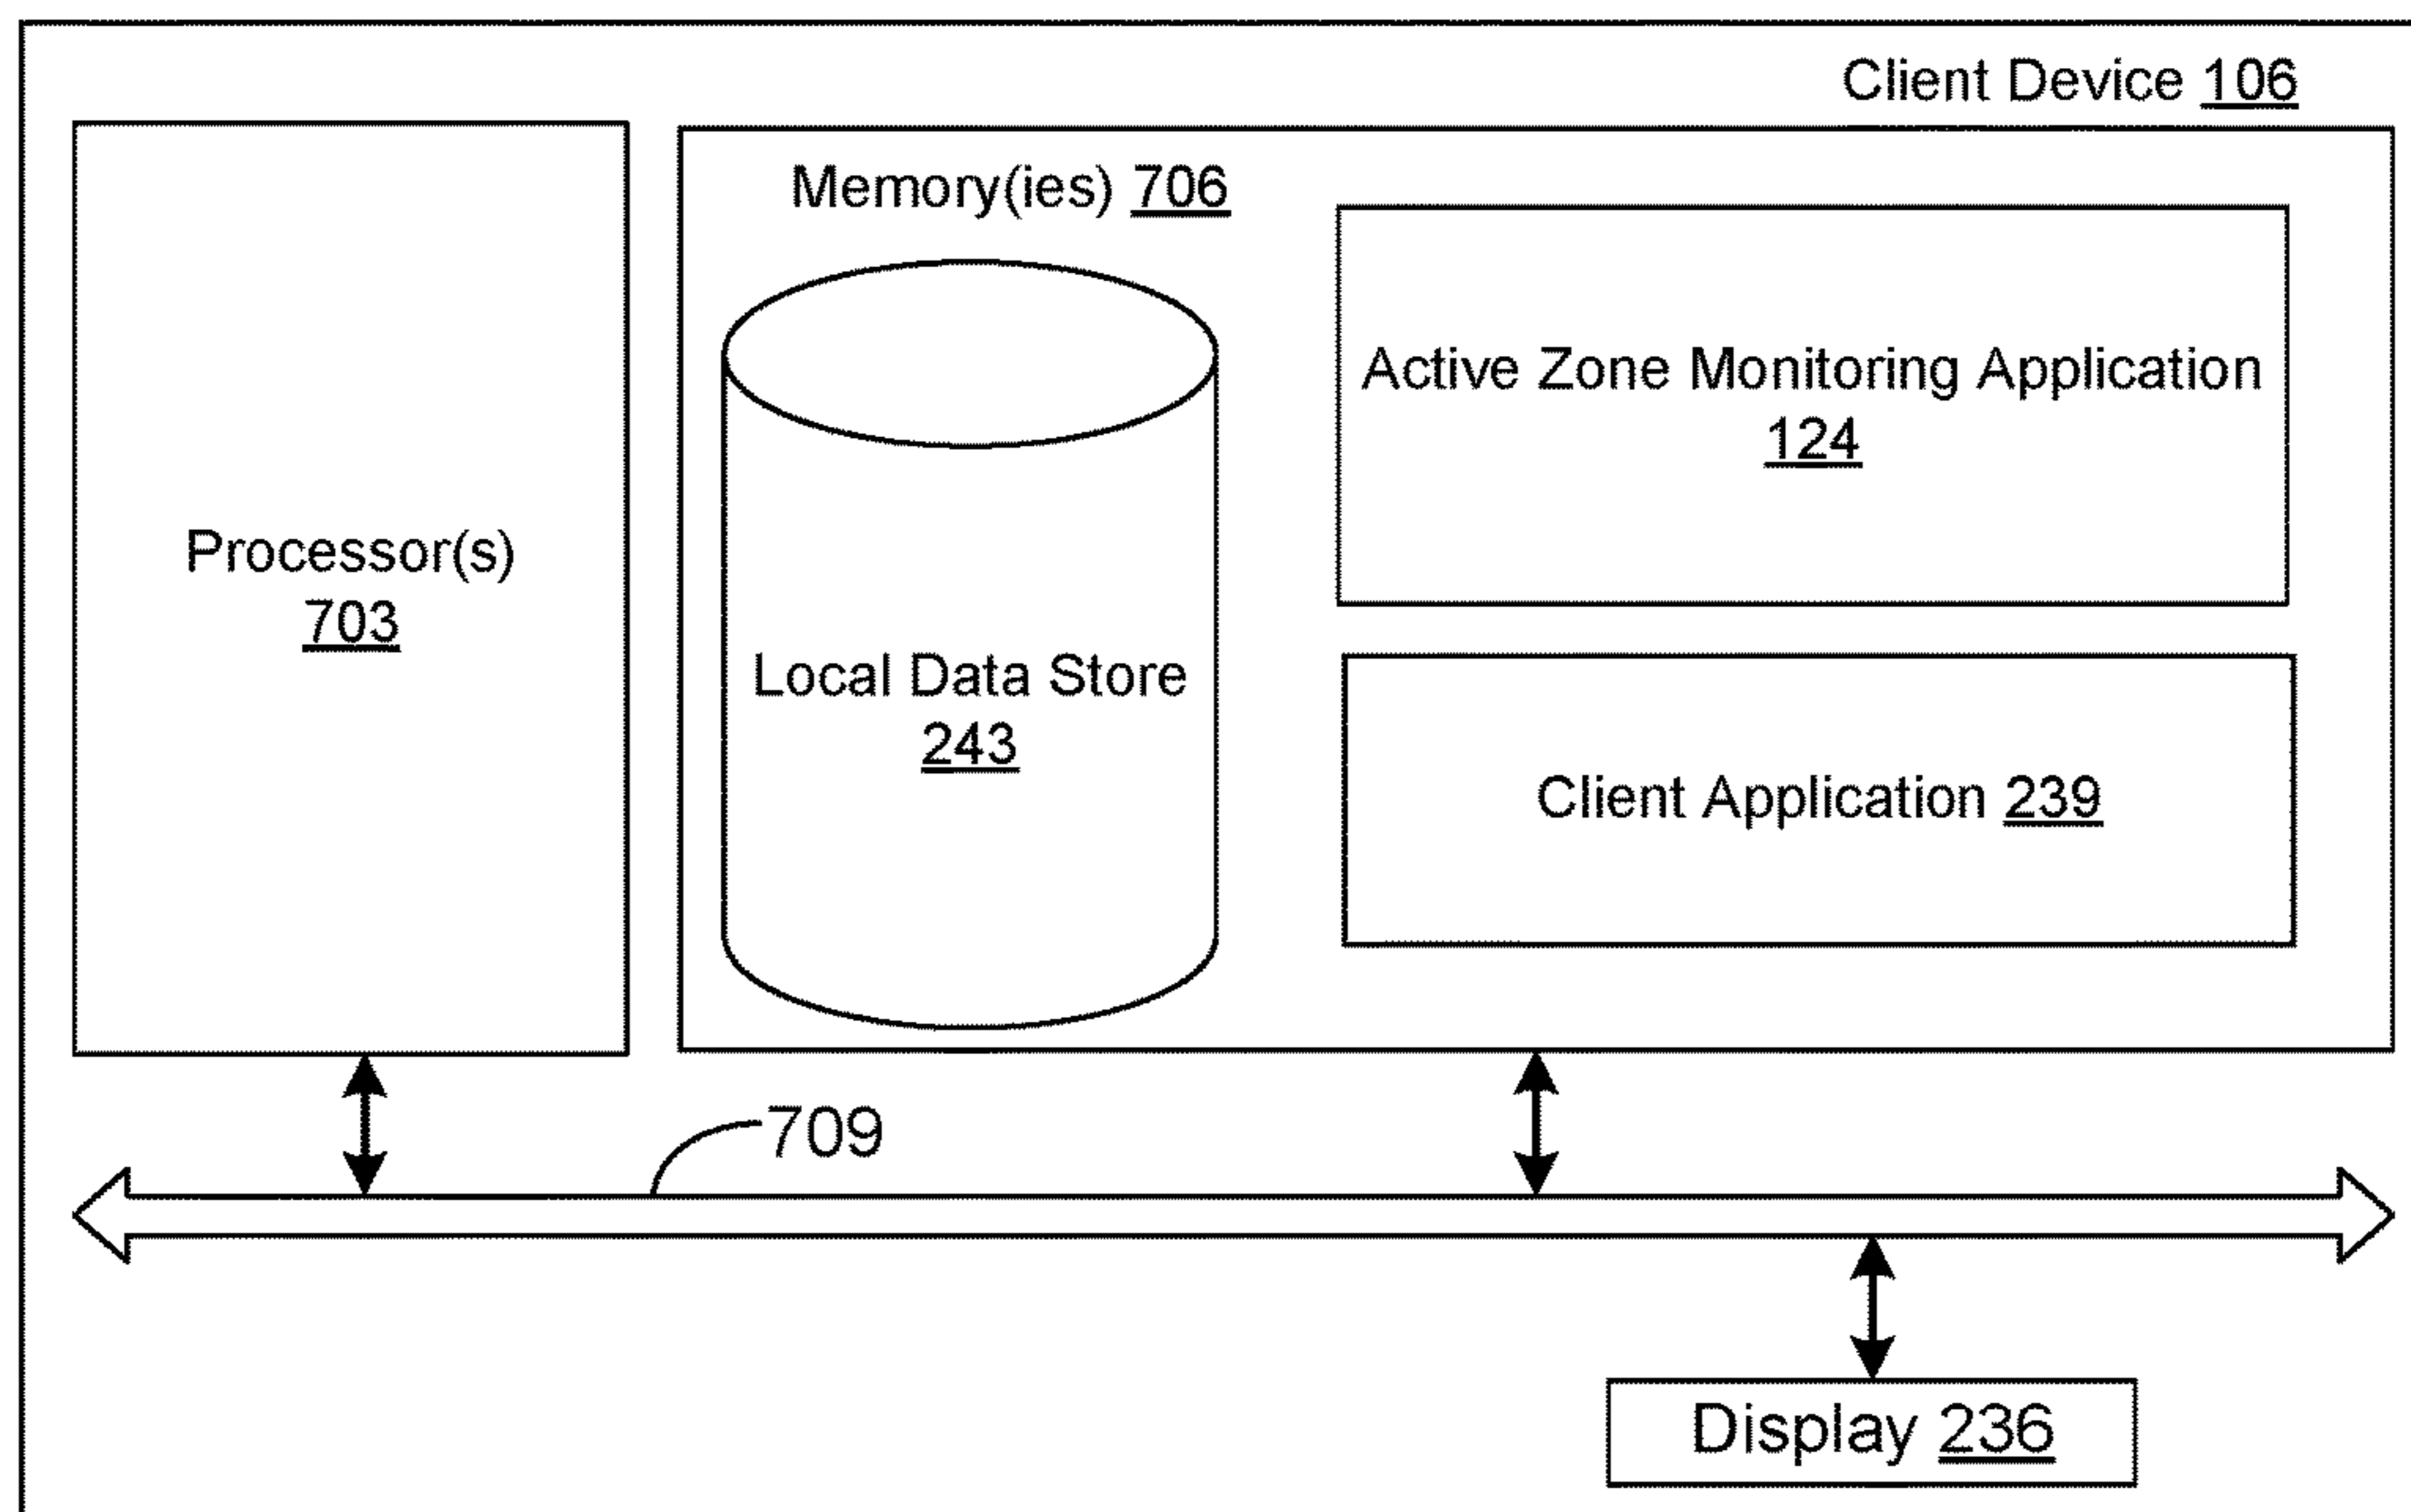 Client Device 106
Memory(ies) 706
Active Zone Monitoring Application
124
Processor(s)
703
Local Data Store
243
Client Application 239
709
Display 236